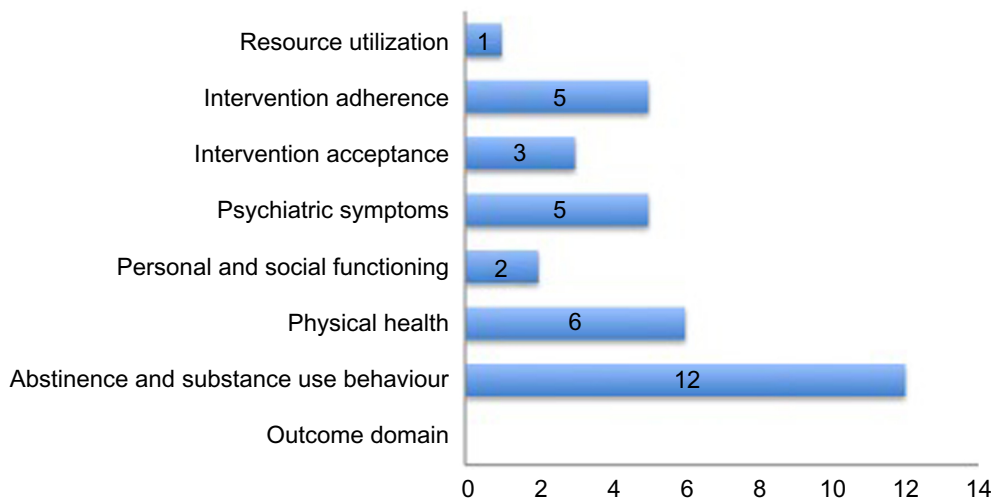 Resource utilization 1
Intervention adherence 5
Intervention acceptance 3
Psychiatric symptoms 5
Personal and social functioning 2
Physical health 6
Abstinence and substance use behaviour 12
Outcome domain
0 2 4 6 8 10 12 14